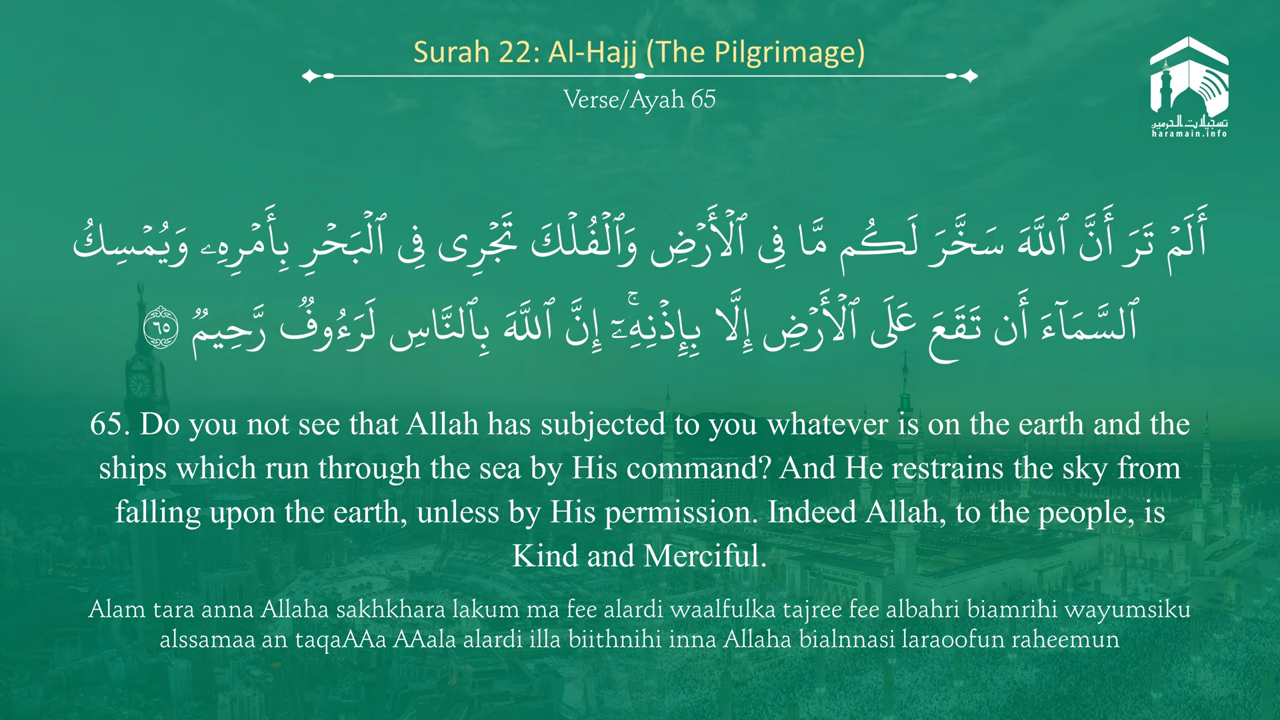 Surah 22: Al-Hajj (The Pilgrimage)
Verse/Ayah 65
تسجيلات الحرمين
haramain.info
أَلَمْ تَرَ أَنَّ ٱللَّهَ سَخَّرَ لَكُم مَّا فِى ٱلْأَرْضِ وَٱلْفُلْكَ تَجْرِى فِى ٱلْبَحْرِ بِأَمْرِهِۦ وَيُمْسِكُ
ٱلسَّمَآءَ أَن تَقَعَ عَلَى ٱلْأَرْضِ إِلَّا بِإِذْنِهِۦٓ ۚ إِنَّ ٱللَّهَ بِٱلنَّاسِ لَرَءُوفٌ رَّحِيمٌ ٦٥
65. Do you not see that Allah has subjected to you whatever is on the earth and the
ships which run through the sea by His command? And He restrains the sky from
falling upon the earth, unless by His permission. Indeed Allah, to the people, is
Kind and Merciful.
Alam tara anna Allaha sakhkhara lakum ma fee alardi waalfulka tajree fee albahri biamrihi wayumsiku
alssamaa an taqaAAa AAala alardi illa biithnihi inna Allaha bialnnasi laraoofun raheemun